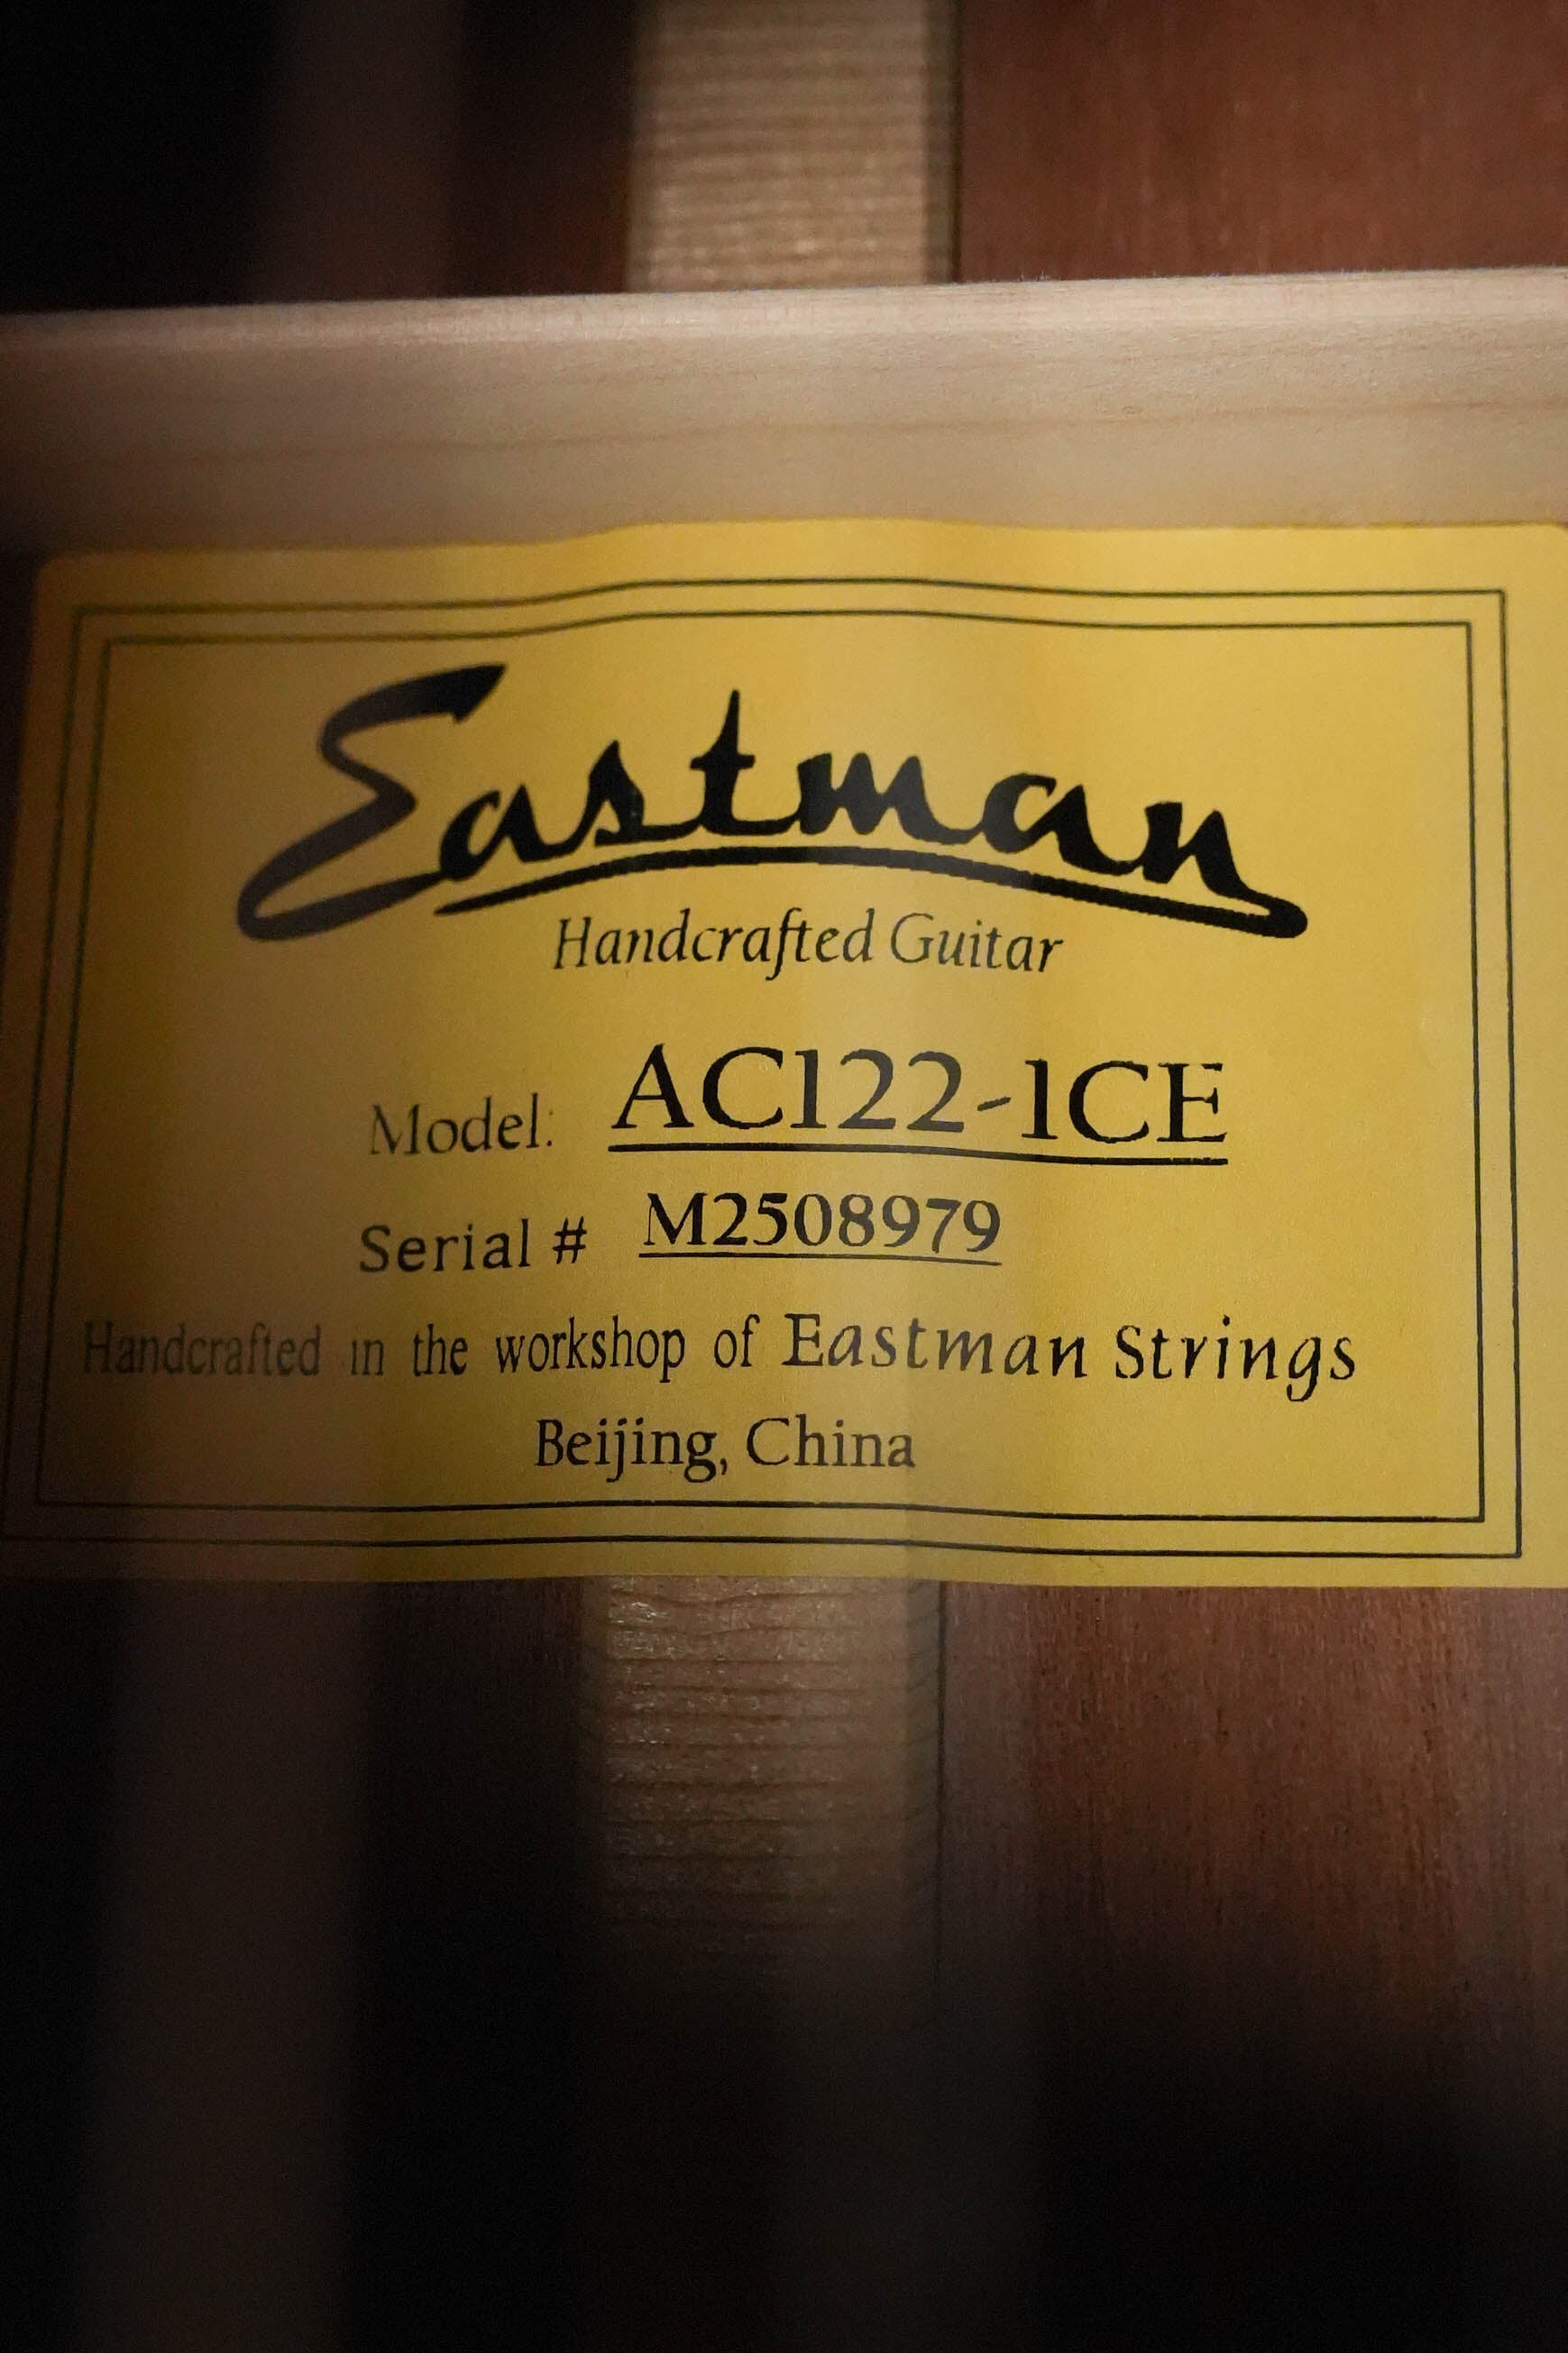 Eastman
Handcrafted Guitar
Model: AC122-1CE
Serial # M2508979
Handcrafted in the workshop of Eastman Strings
Beijing, China